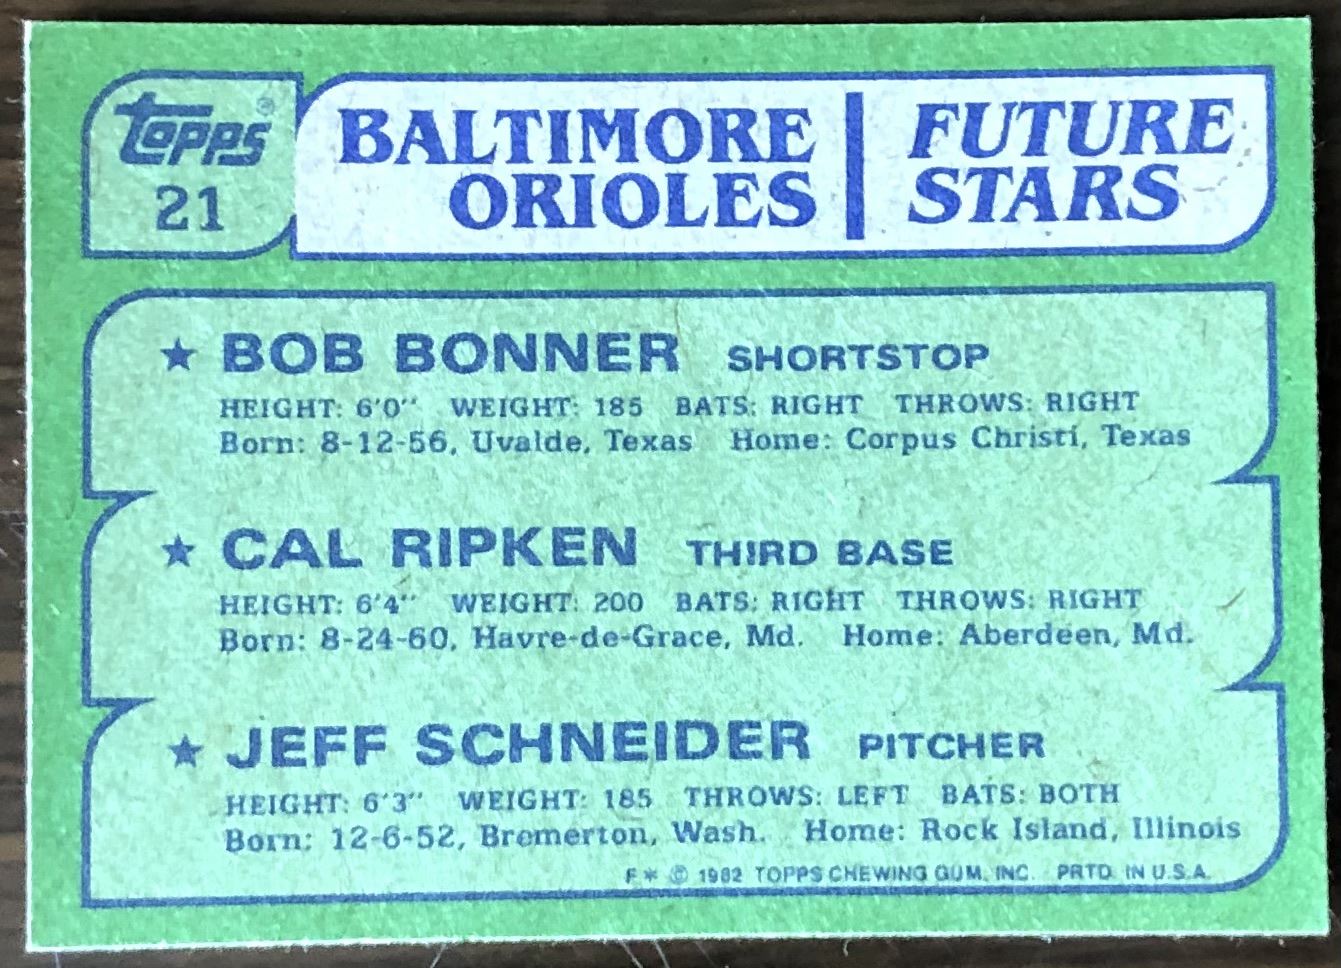 Topps®
21
BALTIMORE
ORIOLES
FUTURE
STARS
★ BOB BONNER SHORTSTOP
HEIGHT: 6'0" WEIGHT: 185 BATS: RIGHT THROWS: RIGHT
Born: 8-12-56, Uvalde, Texas Home: Corpus Christi, Texas
★ CAL RIPKEN THIRD BASE
HEIGHT: 6'4" WEIGHT: 200 BATS: RIGHT THROWS: RIGHT
Born: 8-24-60, Havre-de-Grace, Md. Home: Aberdeen, Md.
★ JEFF SCHNEIDER PITCHER
HEIGHT: 6'3" WEIGHT: 185 THROWS: LEFT BATS: BOTH
Born: 12-6-52, Bremerton, Wash. Home: Rock Island, Illinois
F * © 1982 TOPPS CHEWING GUM, INC. PRTD. IN U.S.A.